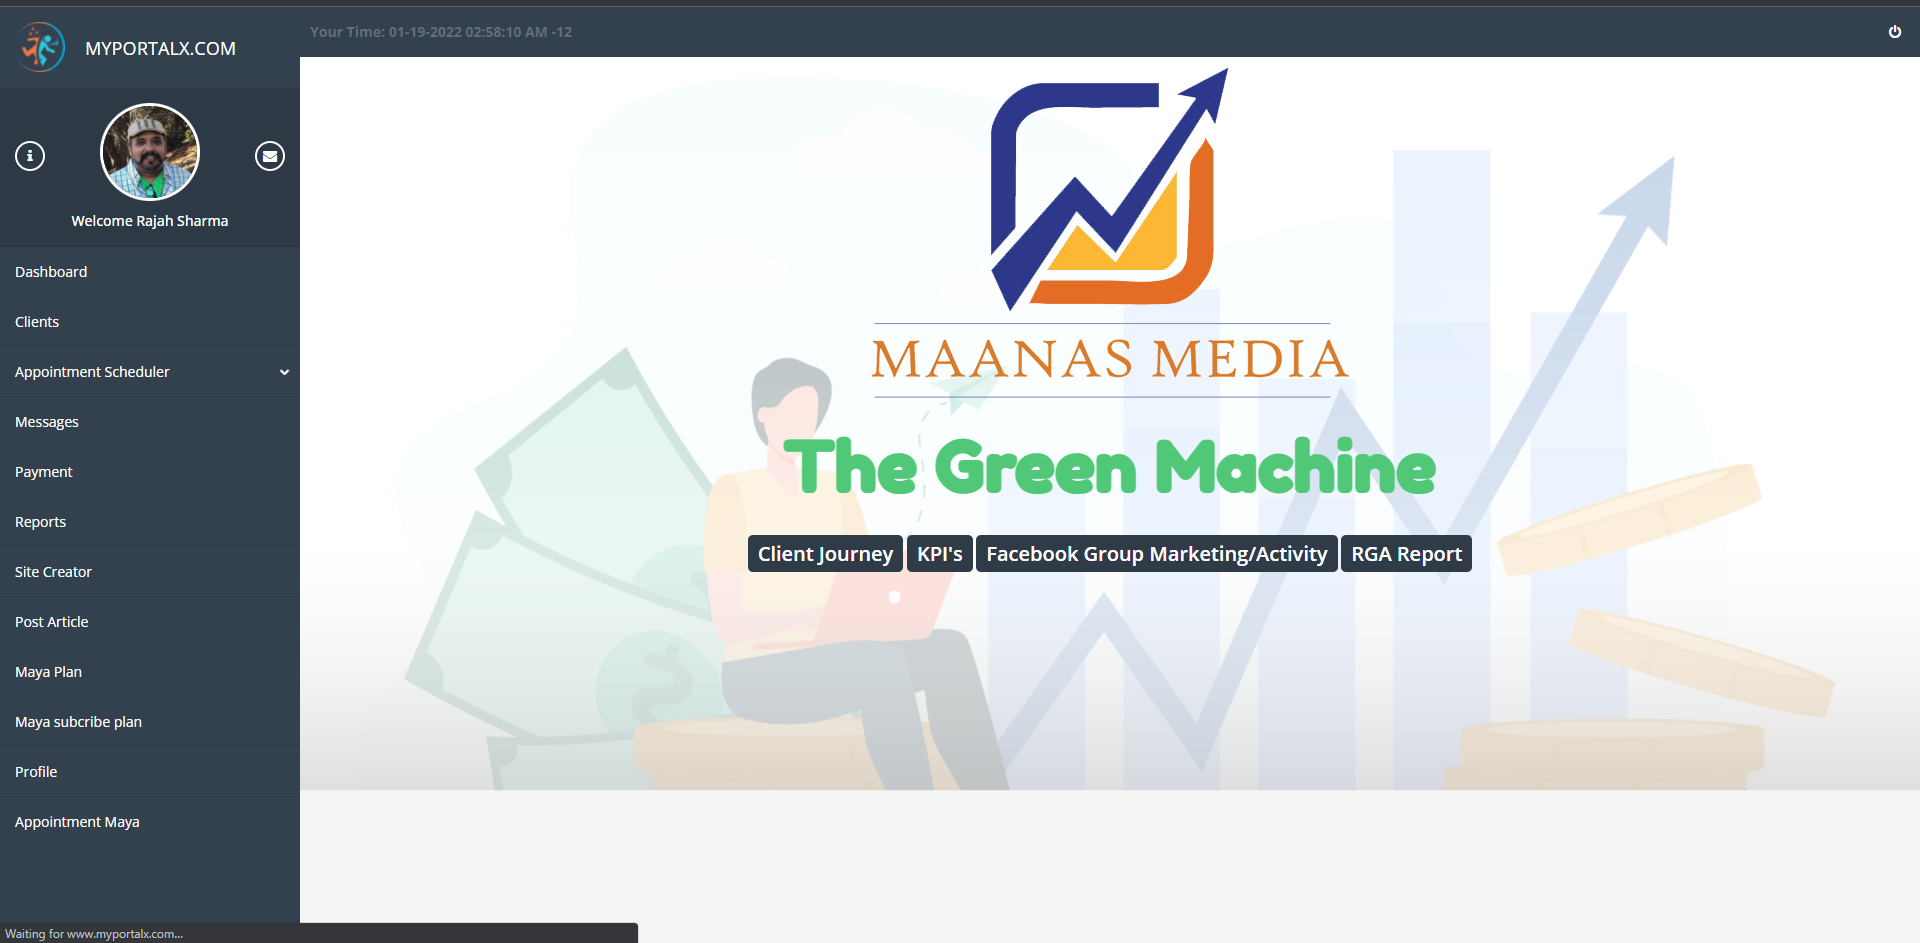 MYPORTALX.COM
Your Time: 01-19-2022 02:58:10 AM -12
Welcome Rajah Sharma
Dashboard
Clients
Appointment Scheduler
Messages
Payment
Reports
Site Creator
Post Article
Maya Plan
Maya subcribe plan
Profile
Appointment Maya
MAANAS MEDIA
The Green Machine
Client Journey KPI's Facebook Group Marketing/Activity RGA Report
Waiting for www.myportalx.com...